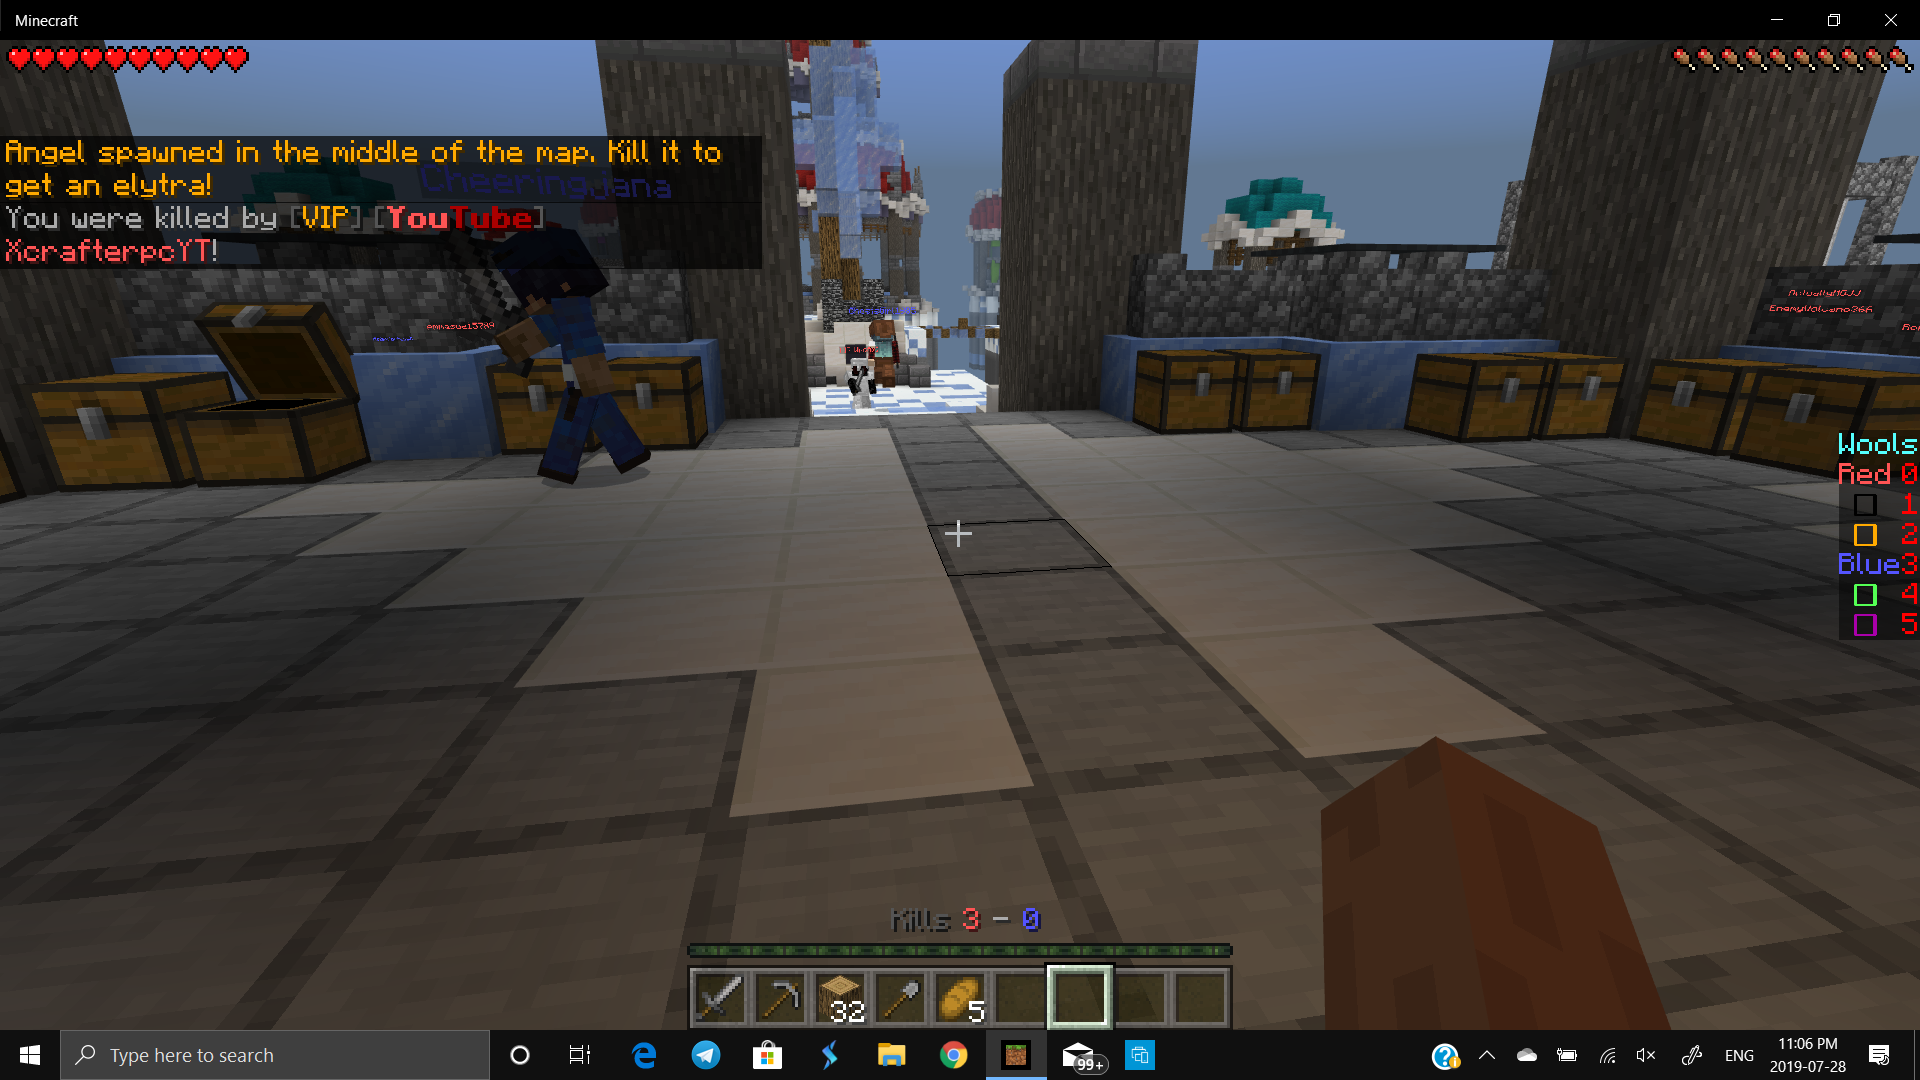 Minecraft
Angel spawned in the middle of the map. Kill it to
get an elytra!
You were killed by [VIP] [YouTube]
XcrafterpcYT!
Wools
Red 0
1
2
Blue 3
4
5
Kills 3 - 0
32
5
Type here to search
99+
ENG
11:06 PM
2019-07-28